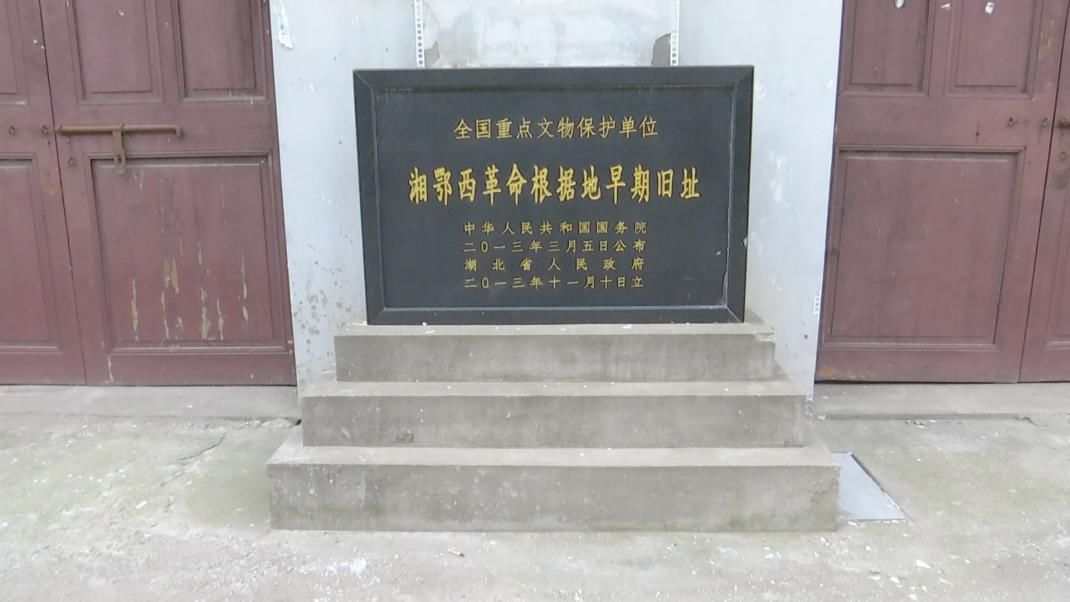 全国重点文物保护单位
湘鄂西革命根据地早期旧址
中华人民共和国国务院
二〇一三年三月五日公布
湖北省人民政府
二〇一三年十一月十日立